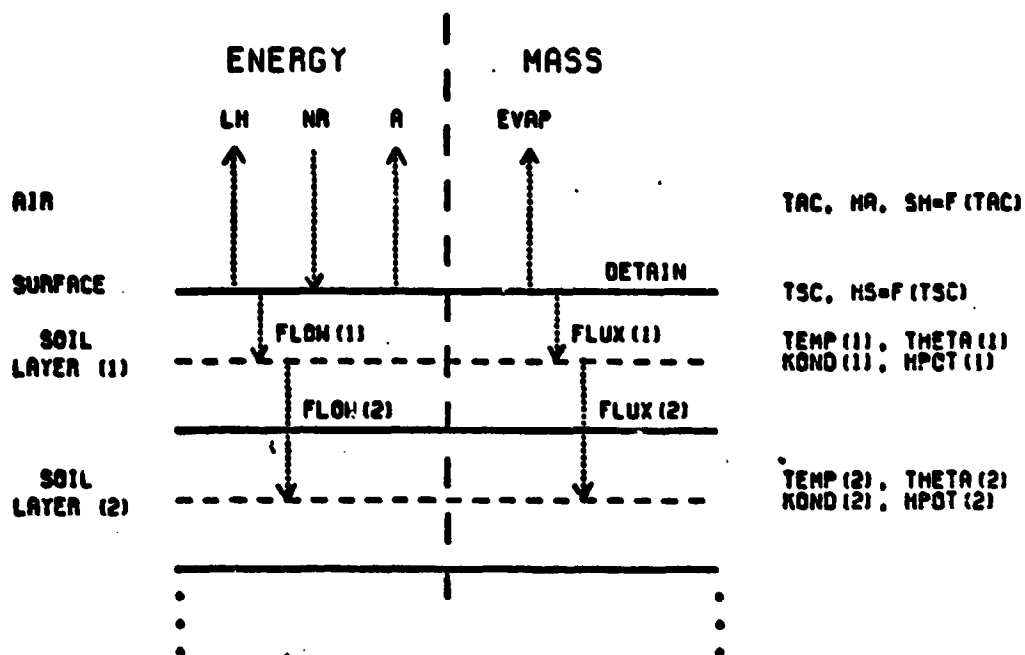 ENERGY MASS
LH NR A EVAP
AIR TAC, HA, SH=F(TAC)
DETAIN
SURFACE TSC, HS=F(TSC)
SOIL FLOW(1) FLUX(1) TEMP(1), THETA(1)
LAYER (1) KOND(1), HPOT(1)
FLOW(2) FLUX(2)
SOIL TEMP(2), THETA(2)
LAYER (2) KOND(2), HPOT(2)